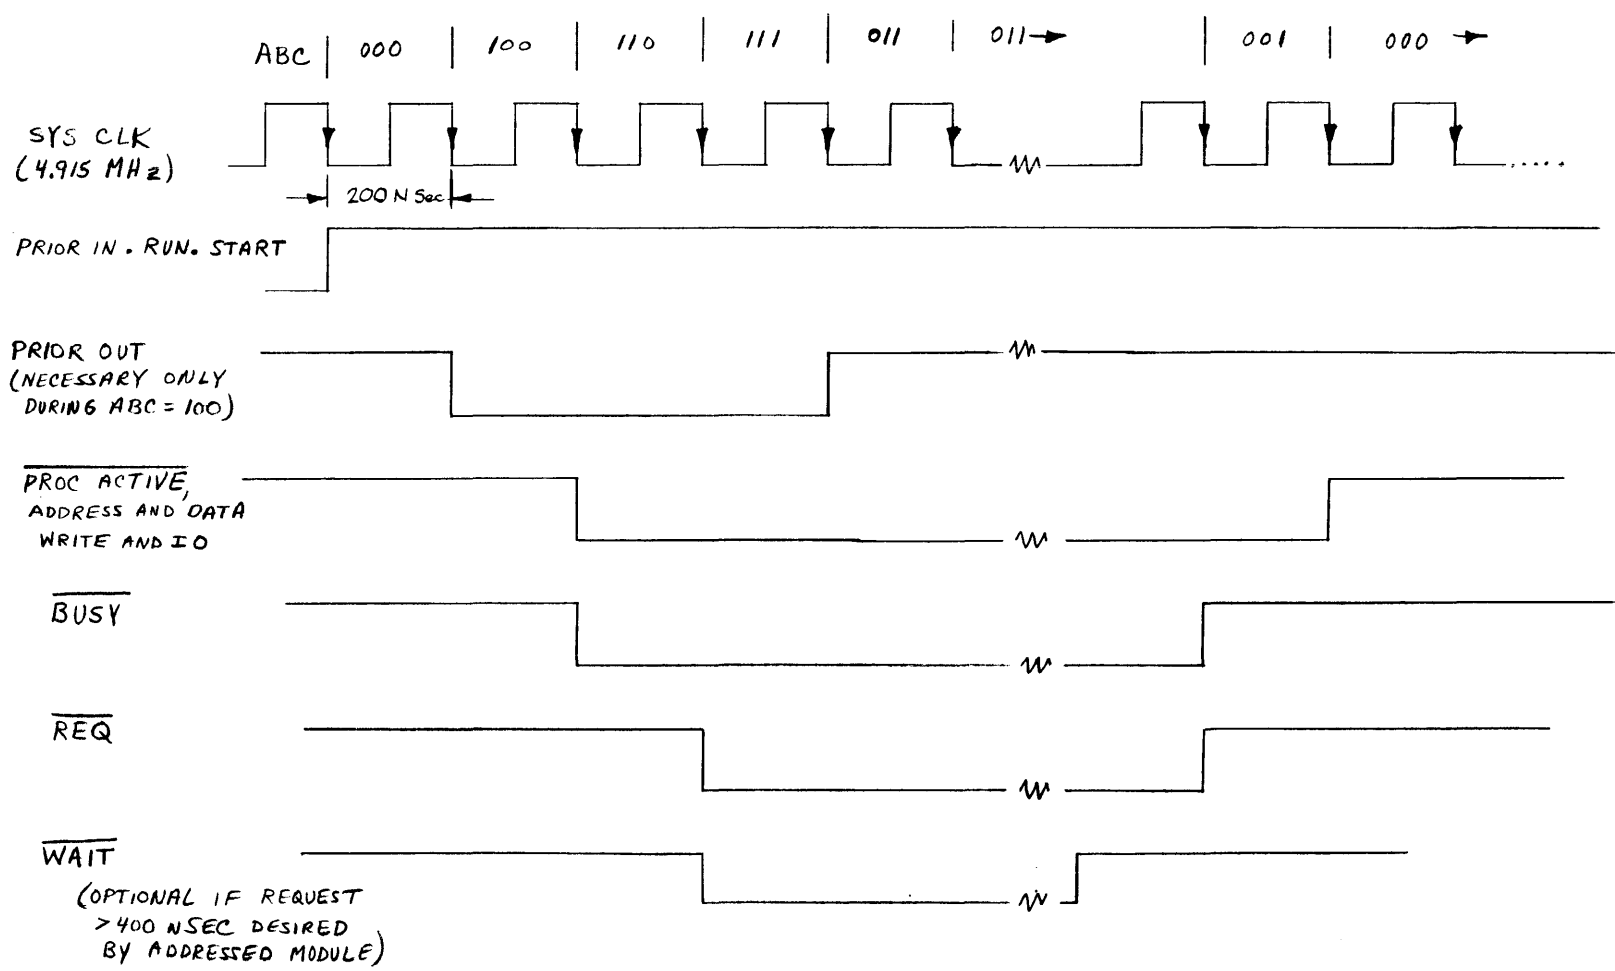 ABC | 000 | 100 | 110 | 111 | 011 | 011 → | 001 | 000 →
SYS CLK
(4.915 MHz)
200 N Sec
PRIOR IN . RUN. START
PRIOR OUT
(NECESSARY ONLY
DURING ABC = 100)
PROC ACTIVE,
ADDRESS AND DATA
WRITE AND IO
BUSY
REQ
WAIT
(OPTIONAL IF REQUEST
>400 NSEC DESIRED
BY ADDRESSED MODULE)